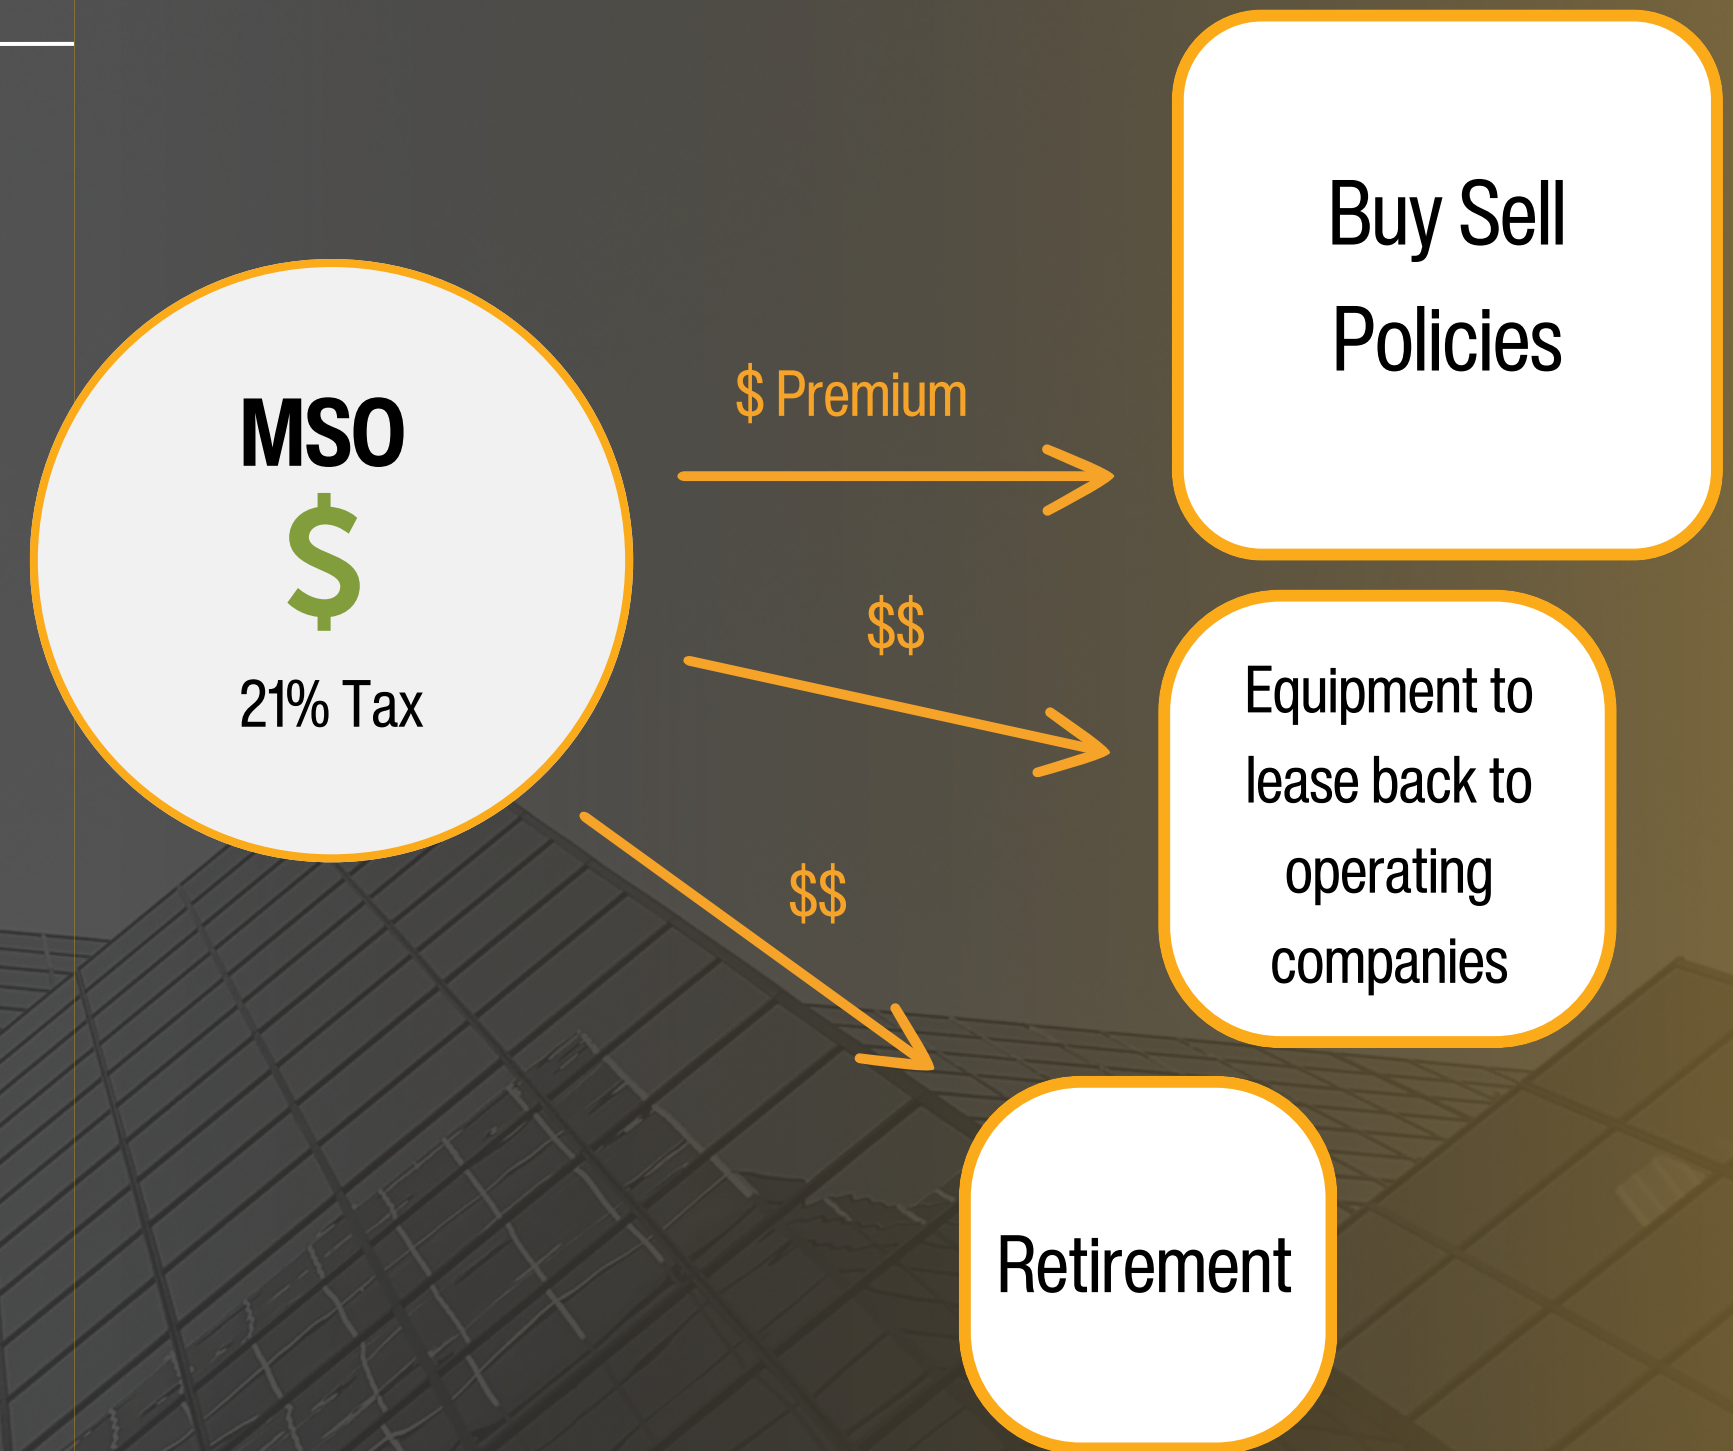 MSO
$
21% Tax
$ Premium
$$
$$
Buy Sell
Policies
Equipment to
lease back to
operating
companies
Retirement